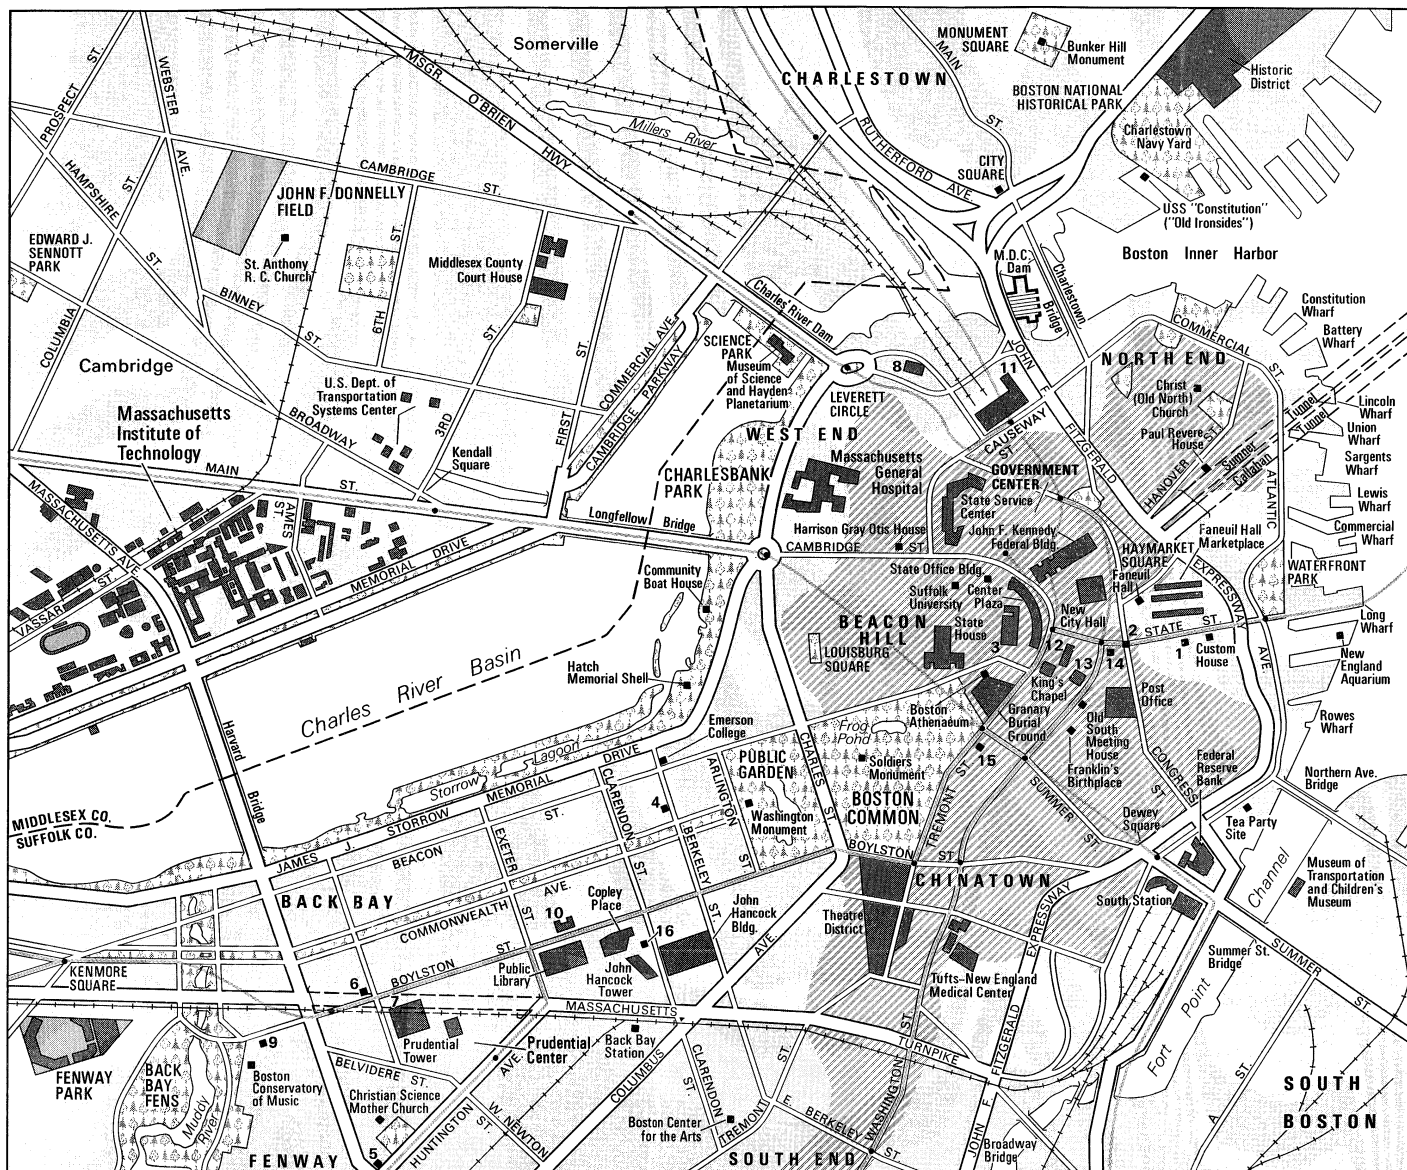 Somerville
MSGR
O'BRIEN
HWY
Millers River
CHARLESTOWN
MONUMENT
SQUARE
Bunker Hill
Monument
MAIN
ST.
BOSTON NATIONAL
HISTORICAL PARK
Historic
District
Charlestown
Navy Yard
RUTHERFORD AVE.
CITY
SQUARE
USS "Constitution"
("Old Ironsides")
Boston Inner Harbor
PROSPECT ST.
WEBSTER
AVE.
HAMPSHIRE
ST.
ST.
CAMBRIDGE ST.
JOHN F. DONNELLY
FIELD
St. Anthony
R. C. Church
EDWARD J.
SENNOTT
PARK
COLUMBIA
BINNEY
ST
6TH
ST.
Middlesex County
Court House
3RD
ST.
FIRST
ST.
COMMERCIAL AVE.
CAMBRIDGE PARKWAY
Charles River Dam
M.D.C.
Dam
Charlestown
Bridge
SCIENCE
PARK
Museum
of Science
and Hayden
Planetarium
LEVERETT
CIRCLE
8
11
JOHN
F.
FITZGERALD
EXPRESSWAY
NORTH END
COMMERCIAL
ST.
Christ
(Old North)
Church
Paul Revere
House
HANOVER
ST.
Tunnel
Tunnel
Sumner
Callahan
ATLANTIC
AVE.
Constitution
Wharf
Battery
Wharf
Lincoln
Wharf
Union
Wharf
Sargents
Wharf
Lewis
Wharf
Commercial
Wharf
WATERFRONT
PARK
Long
Wharf
New
England
Aquarium
Rowes
Wharf
Northern Ave.
Bridge
Cambridge
U.S. Dept. of
Transportation
Systems Center
BROADWAY
Kendall
Square
Massachusetts
Institute of
Technology
MAIN
ST.
MASSACHUSETTS AVE.
AMES
ST.
VASSAR ST.
MEMORIAL DRIVE
Longfellow Bridge
CHARLESBANK
PARK
WEST END
Massachusetts
General
Hospital
CAUSEWAY
ST
GOVERNMENT
CENTER
State Service
Center
Harrison Gray Otis House
CAMBRIDGE ST.
John F. Kennedy
Federal Bldg.
State Office Bldg.
Suffolk
University
Center
Plaza
State
House
3
BEACON
HILL
LOUISBURG
SQUARE
HAYMARKET
SQUARE
Faneuil
Hall
Faneuil Hall
Marketplace
New
City Hall
STATE ST.
12
13
14
2
1
Custom
House
King's
Chapel
Post
Office
Granary
Burial
Ground
Old
South
Meeting
House
Franklin's
Birthplace
Boston
Athenaeum
CONGRESS
ST
Federal
Reserve
Bank
Community
Boat House
Hatch
Memorial Shell
Charles River Basin
Lagoon
Storrow
JAMES J. STORROW MEMORIAL DRIVE
Harvard
Bridge
MIDDLESEX CO.
SUFFOLK CO.
Emerson
College
PUBLIC
GARDEN
Washington
Monument
ARLINGTON
ST.
CHARLES
ST.
Frog
Pond
Soldiers
Monument
BOSTON
COMMON
TREMONT ST
15
SUMMER
ST.
Dewey
Square
Tea Party
Site
Museum of
Transportation
and Children's
Museum
Fort Point Channel
SUMMER
ST.
Summer St.
Bridge
South Station
BACK BAY
BEACON ST.
EXETER
ST
CLARENDON
ST.
4
BERKELEY
ST.
COMMONWEALTH AVE.
BOYLSTON ST.
BOYLSTON ST.
10
Copley
Place
16
John
Hancock
Bldg.
John
Hancock
Tower
Public
Library
CHINATOWN
Theatre
District
Tufts-New England
Medical Center
KENMORE
SQUARE
6
7
9
MASSACHUSETTS
TURNPIKE
Prudential
Tower
Prudential
Center
Back Bay
Station
BELVIDERE ST.
Christian Science
Mother Church
5
HUNTINGTON AVE.
W. NEWTON
ST
COLUMBUS AVE.
CLARENDON
ST.
Boston Center
for the Arts
TREMONT ST.
E. BERKELEY
ST.
WASHINGTON ST.
JOHN F. FITZGERALD EXPRESSWAY
Broadway
Bridge
A ST.
SOUTH
BOSTON
FENWAY
PARK
BACK
BAY
FENS
Muddy
River
Boston
Conservatory
of Music
FENWAY
SOUTH END